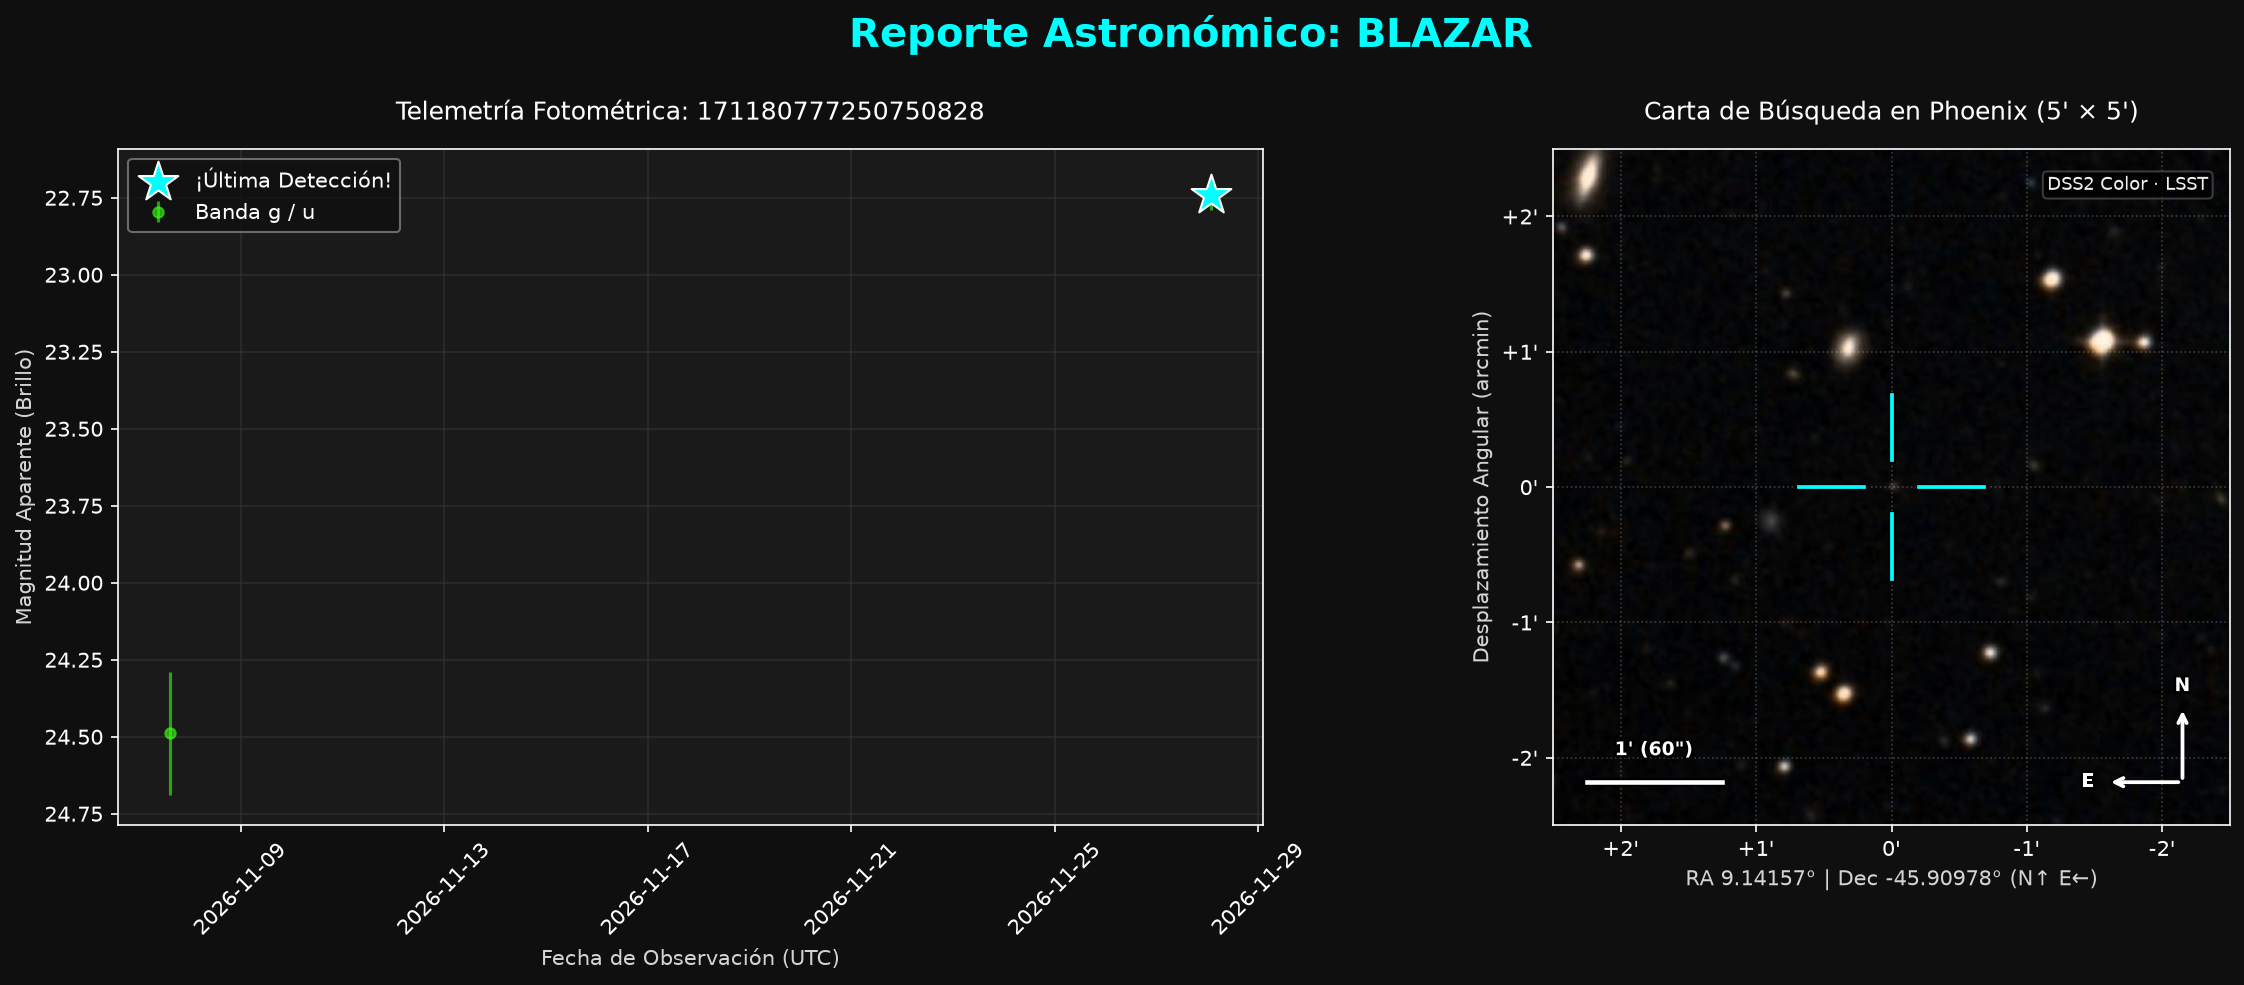 Reporte Astronómico: BLAZAR
Telemetría Fotométrica: 171180777250750828
¡Última Detección!
Banda g / u
Magnitud Aparente (Brillo)
22.75
23.00
23.25
23.50
23.75
24.00
24.25
24.50
24.75
2026-11-09
2026-11-13
2026-11-17
2026-11-21
2026-11-25
2026-11-29
Fecha de Observación (UTC)
Carta de Búsqueda en Phoenix (5' × 5')
DSS2 Color · LSST
Desplazamiento Angular (arcmin)
+2'
+1'
0'
-1'
-2'
N
E
1' (60")
+2'
+1'
0'
-1'
-2'
RA 9.14157° | Dec -45.90978° (N↑ E←)